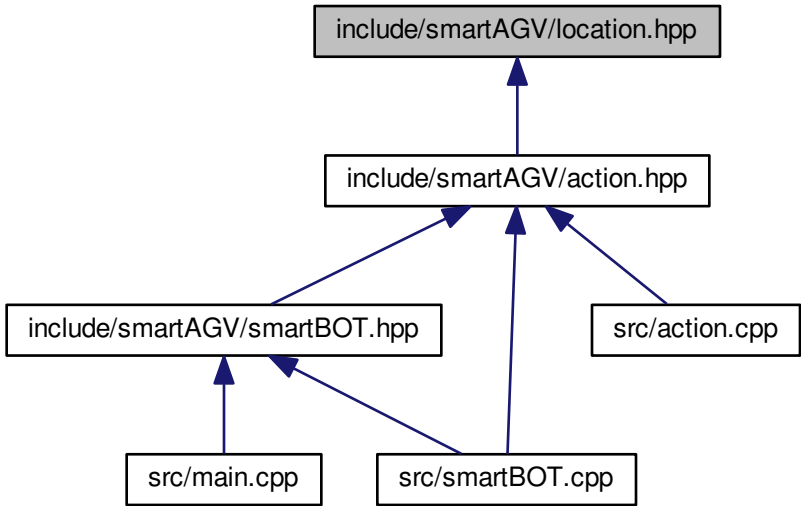 include/smartAGV/location.hpp
include/smartAGV/action.hpp
include/smartAGV/smartBOT.hpp
src/action.cpp
src/main.cpp
src/smartBOT.cpp